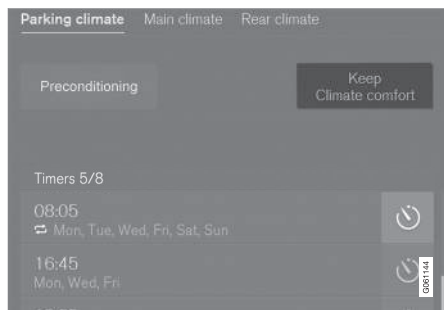 Parking climate Main climate Rear climate
Preconditioning
Keep
Climate comfort
Timers 5/8
08:05
Mon, Tue, Wed, Fri, Sat, Sun
16:45
Mon, Wed, Fri
G061144